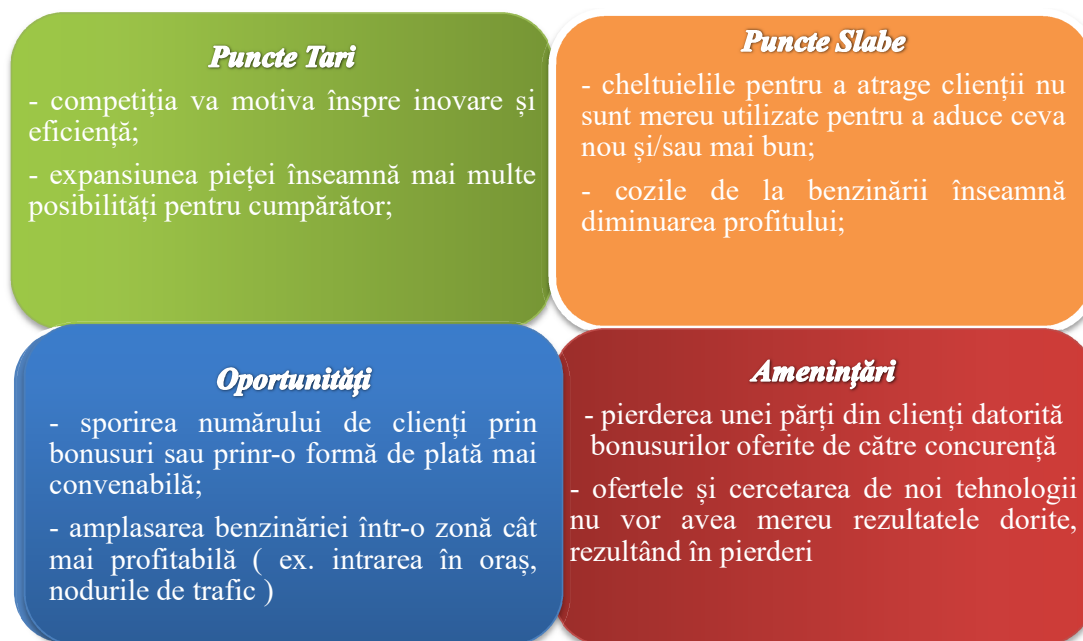 Puncte Tari
- competiția va motiva înspre inovare și
eficiență;
- expansiunea pieței înseamnă mai multe
posibilități pentru cumpărător;
Puncte Slabe
- cheltuielile pentru a atrage clienții nu
sunt mereu utilizate pentru a aduce ceva
nou și/sau mai bun;
- cozile de la benzinării înseamnă
diminuarea profitului;
Oportunități
- sporirea numărului de clienți prin
bonusuri sau prinr-o formă de plată mai
convenabilă;
- amplasarea benzinăriei într-o zonă cât
mai profitabilă ( ex. intrarea în oraș,
nodurile de trafic )
Amenințări
- pierderea unei părți din clienți datorită
bonusurilor oferite de către concurență
- ofertele și cercetarea de noi tehnologii
nu vor avea mereu rezultatele dorite,
rezultând în pierderi